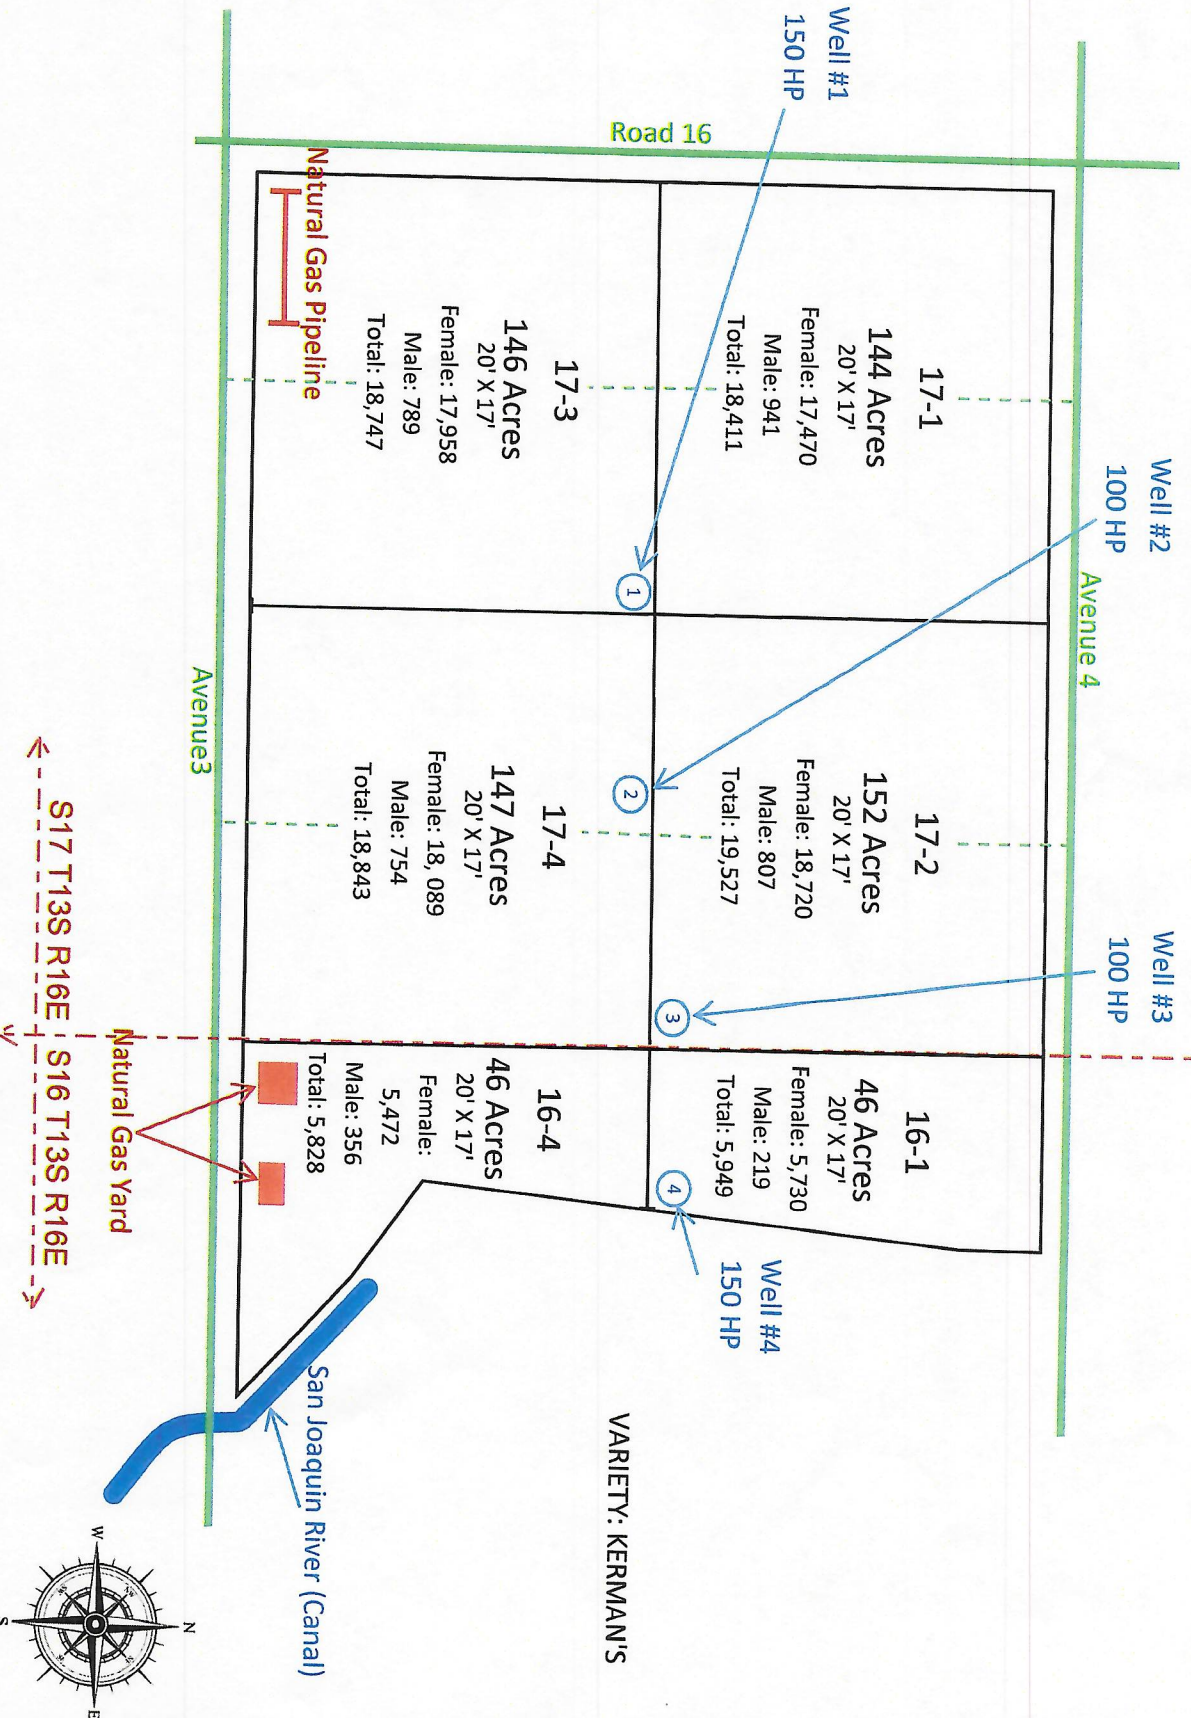 Well #2
100 HP
Well #3
100 HP
Avenue 4
Well #1
150 HP
Road 16
17-1
144 Acres
20' X 17'
Female: 17,470
Male: 941
Total: 18,411
17-2
152 Acres
20' X 17'
Female: 18,720
Male: 807
Total: 19,527
16-1
46 Acres
20' X 17'
Female: 5,730
Male: 219
Total: 5,949
Well #4
150 HP
1
2
3
4
17-3
146 Acres
20' X 17'
Female: 17,958
Male: 789
Total: 18,747
17-4
147 Acres
20' X 17'
Female: 18, 089
Male: 754
Total: 18,843
16-4
46 Acres
20' X 17'
Female:
5,472
Male: 356
Total: 5,828
VARIETY: KERMAN'S
Natural Gas Pipeline
San Joaquin River (Canal)
Avenue3
Natural Gas Yard
S17 T13S R16E
S16 T13S R16E
N
W
E
S